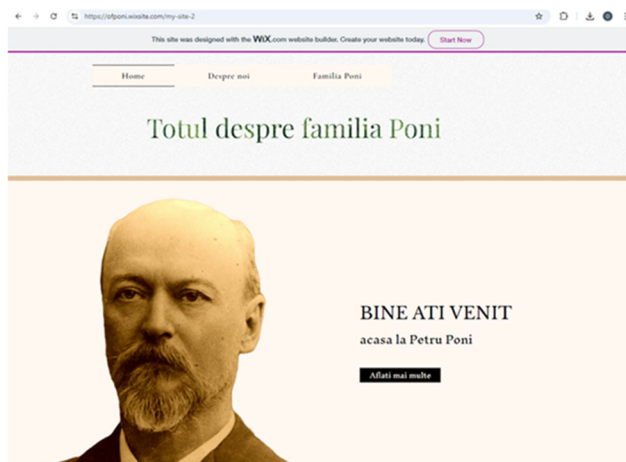 https://ofponi.wixsite.com/my-site-2
This site was designed with the WiX.com website builder. Create your website today. Start Now
Home Despre noi Familia Poni
Totul despre familia Poni
BINE ATI VENIT
acasa la Petru Poni
Aflati mai multe